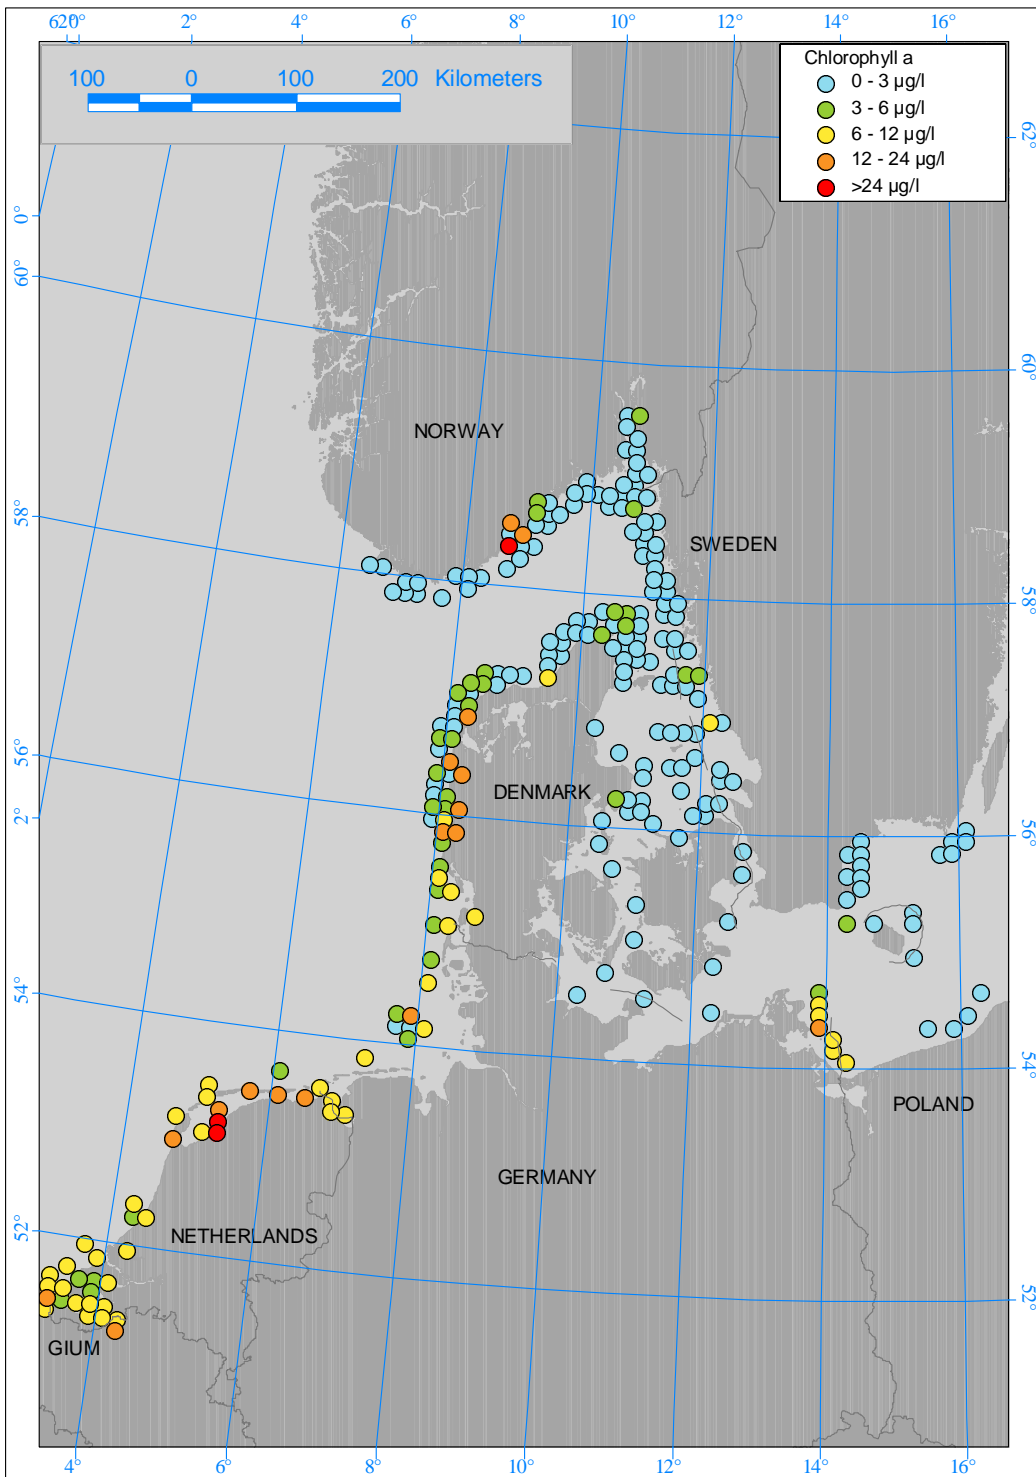 620° 0° 2° 4° 6° 8° 10° 12° 14° 16°
100 0 100 200 Kilometers
Chlorophyll a
0 - 3 µg/l
3 - 6 µg/l
6 - 12 µg/l
12 - 24 µg/l
>24 µg/l
62°
0°
60°
60°
NORWAY
58°
SWEDEN
58°
56°
DENMARK
2°
56°
54°
54°
POLAND
GERMANY
52°
NETHERLANDS
52°
GIUM
4° 6° 8° 10° 12° 14° 16°